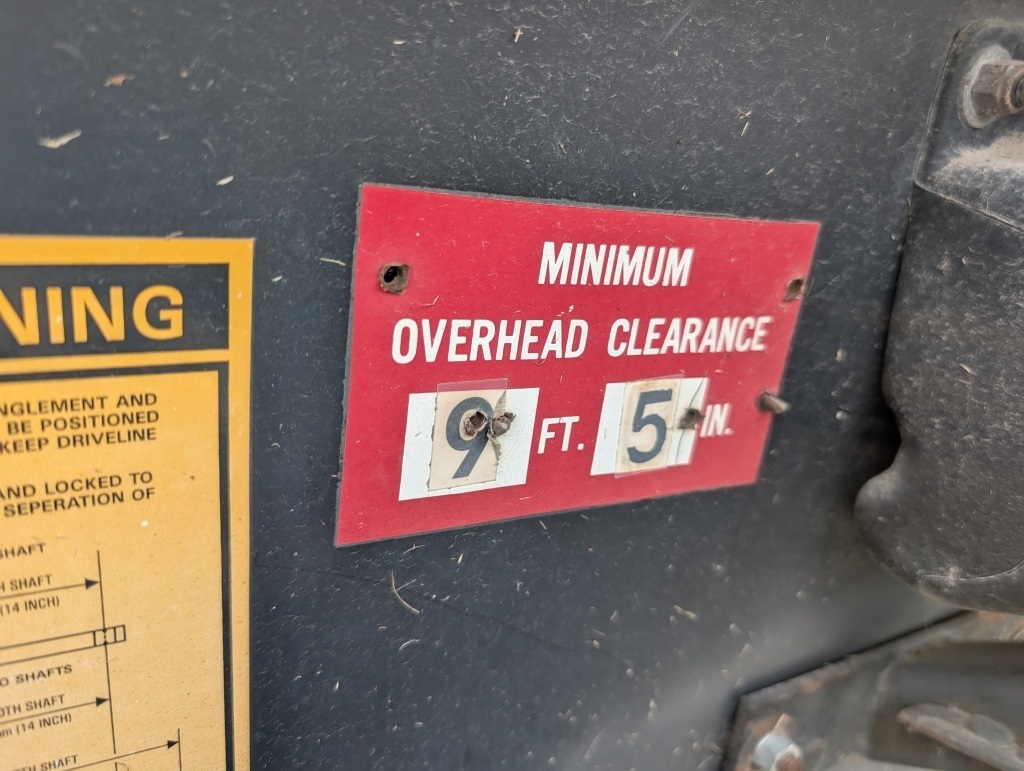 NING
NGLEMENT AND
BE POSITIONED
KEEP DRIVELINE
AND LOCKED TO
SEPERATION OF
SHAFT
H SHAFT
(14 INCH)
O SHAFTS
OTH SHAFT
m (14 INCH)
TH SHAFT
MINIMUM
OVERHEAD CLEARANCE
9 FT. 5 IN.